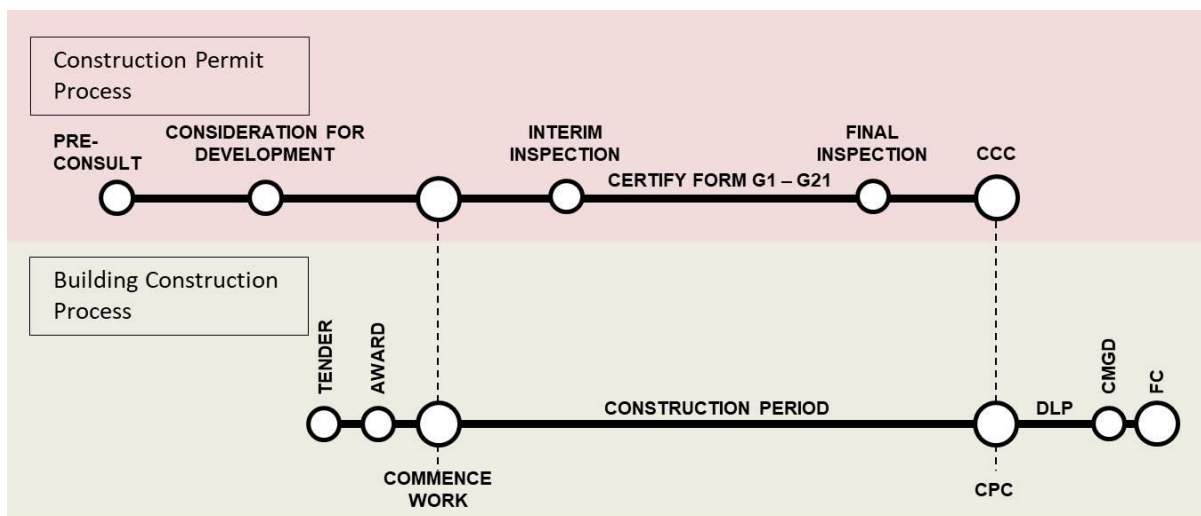 Construction Permit
Process
PRE-
CONSULT
CONSIDERATION FOR
DEVELOPMENT
INTERIM
INSPECTION
CERTIFY FORM G1 – G21
FINAL
INSPECTION
CCC
Building Construction
Process
TENDER
AWARD
COMMENCE
WORK
CONSTRUCTION PERIOD
CPC
DLP
CMGD
FC